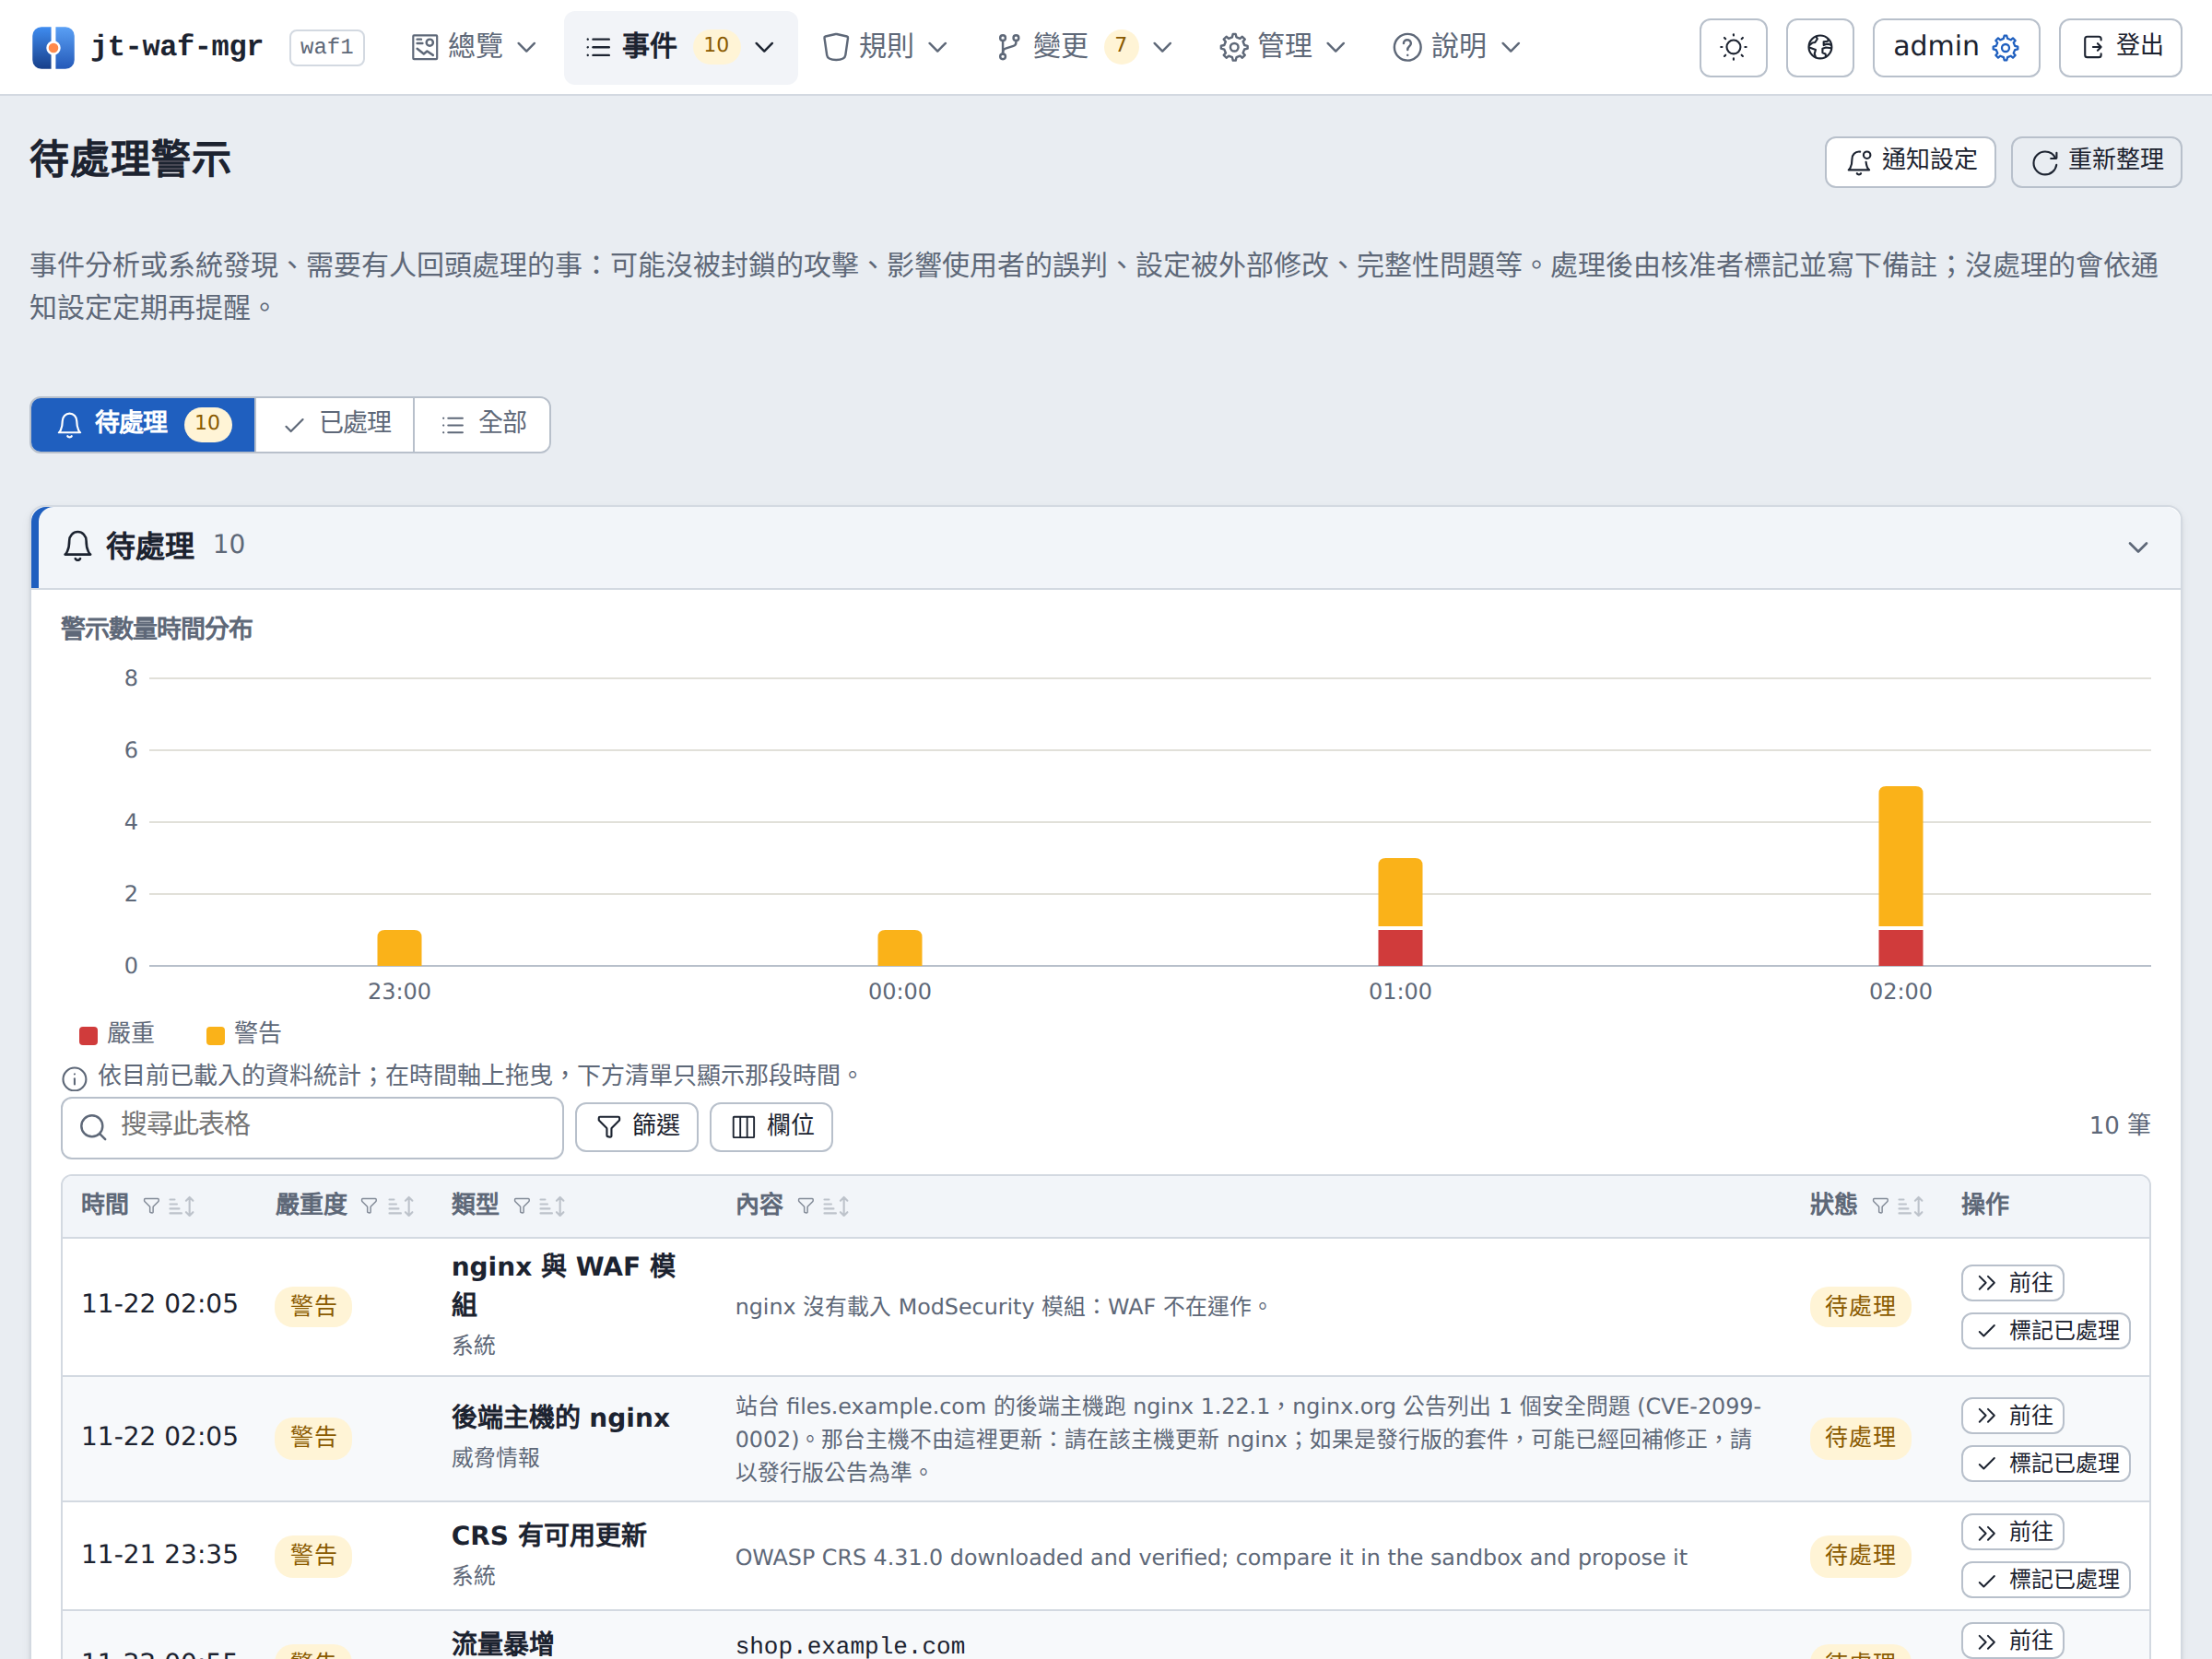 jt-waf-mgr waf1 總覽 事件 10 規則 變更 7 管理 說明 admin 登出
待處理警示
通知設定 重新整理
事件分析或系統發現、需要有人回頭處理的事：可能沒被封鎖的攻擊、影響使用者的誤判、設定被外部修改、完整性問題等。處理後由核准者標記並寫下備註；沒處理的會依通
知設定定期再提醒。
待處理 10 已處理 全部
待處理 10
警示數量時間分布
8
6
4
2
0
23:00 00:00 01:00 02:00
嚴重 警告
依目前已載入的資料統計；在時間軸上拖曳，下方清單只顯示那段時間。
搜尋此表格 篩選 欄位 10 筆
時間 嚴重度 類型 內容 狀態 操作
11-22 02:05 警告 nginx 與 WAF 模
組
系統
nginx 沒有載入 ModSecurity 模組：WAF 不在運作。
待處理
前往
標記已處理
11-22 02:05 警告 後端主機的 nginx
威脅情報
站台 files.example.com 的後端主機跑 nginx 1.22.1，nginx.org 公告列出 1 個安全問題 (CVE-2099-
0002)。那台主機不由這裡更新：請在該主機更新 nginx；如果是發行版的套件，可能已經回補修正，請
以發行版公告為準。
待處理
前往
標記已處理
11-21 23:35 警告 CRS 有可用更新
系統
OWASP CRS 4.31.0 downloaded and verified; compare it in the sandbox and propose it
待處理
前往
標記已處理
流量暴增
shop.example.com
前往